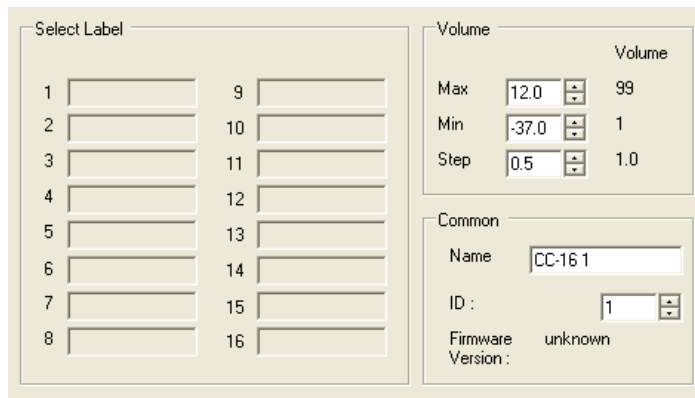 Select Label
1
2
3
4
5
6
7
8
9
10
11
12
13
14
15
16
Volume
Volume
Max 12.0 99
Min -37.0 1
Step 0.5 1.0
Common
Name CC-16 1
ID : 1
Firmware unknown
Version :